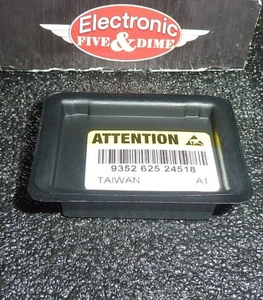 Electronic
FIVE & DIME
ATTENTION
9352 625 24518
TAIWAN A1